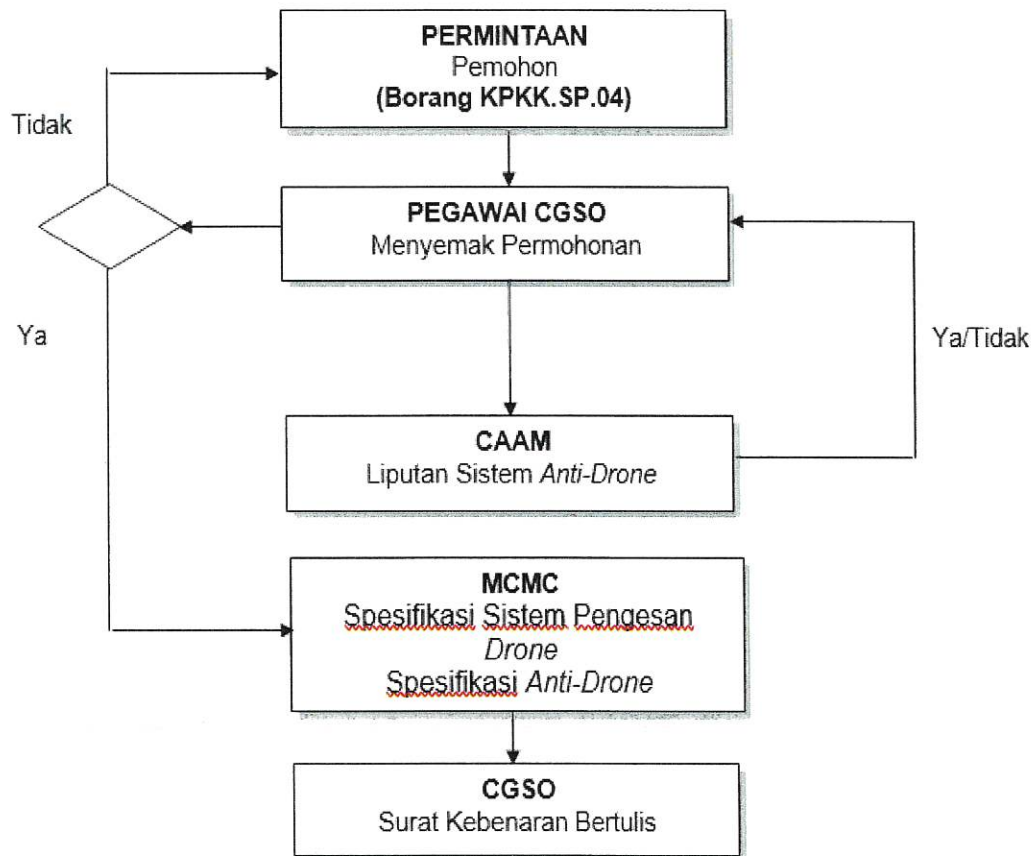 PERMINTAAN
Pemohon
(Borang KPKK.SP.04)
Tidak
PEGAWAI CGSO
Menyemak Permohonan
Ya
Ya/Tidak
CAAM
Liputan Sistem Anti-Drone
MCMC
Spesifikasi Sistem Pengesan
Drone
Spesifikasi Anti-Drone
CGSO
Surat Kebenaran Bertulis